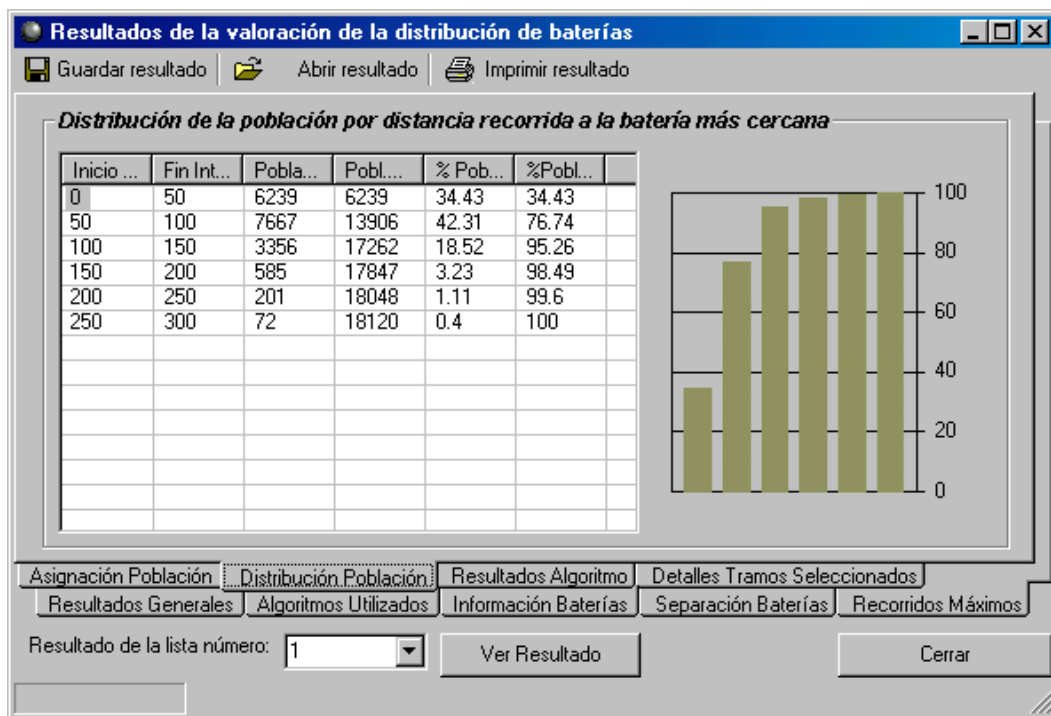 Resultados de la valoración de la distribución de baterías
Guardar resultado Abrir resultado Imprimir resultado
Distribución de la población por distancia recorrida a la batería más cercana
Inicio ... Fin Int... Pobla... Pobl.... % Pob... %Pobl...
0 50 6239 6239 34.43 34.43
50 100 7667 13906 42.31 76.74
100 150 3356 17262 18.52 95.26
150 200 585 17847 3.23 98.49
200 250 201 18048 1.11 99.6
250 300 72 18120 0.4 100
100
80
60
40
20
0
Asignación Población Distribución Población Resultados Algoritmo Detalles Tramos Seleccionados
Resultados Generales Algoritmos Utilizados Información Baterías Separación Baterías Recorridos Máximos
Resultado de la lista número: 1 Ver Resultado Cerrar